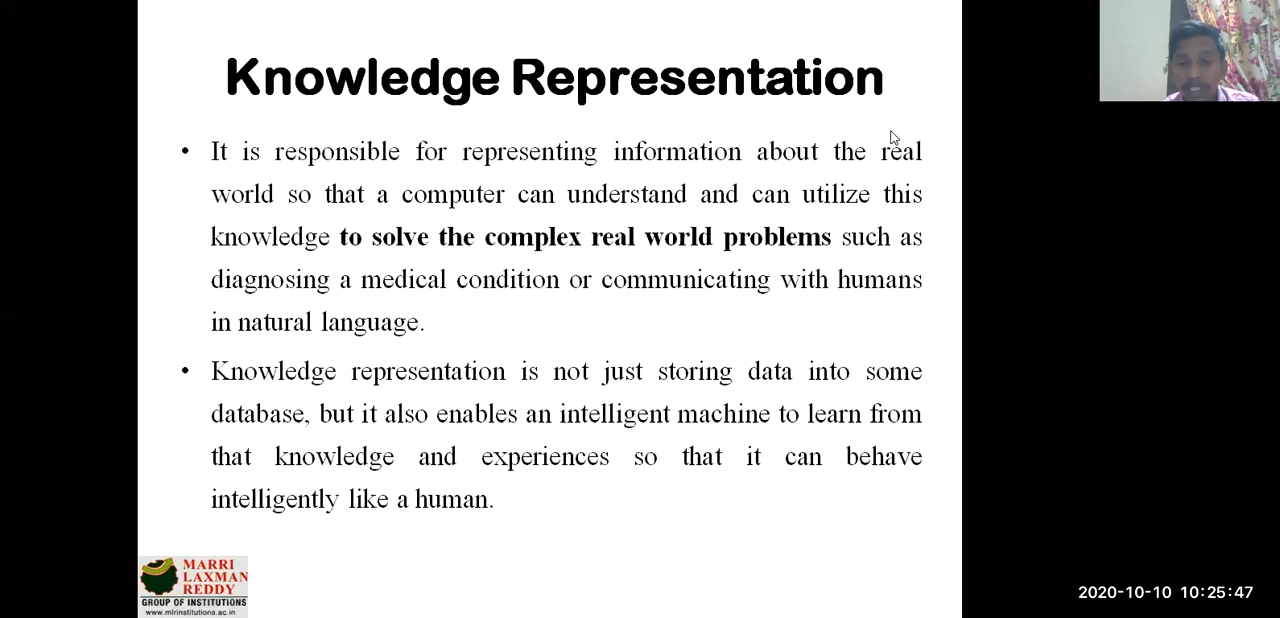 Knowledge Representation
• It is responsible for representing information about the real
world so that a computer can understand and can utilize this
knowledge to solve the complex real world problems such as
diagnosing a medical condition or communicating with humans
in natural language.
• Knowledge representation is not just storing data into some
database, but it also enables an intelligent machine to learn from
that knowledge and experiences so that it can behave
intelligently like a human.
MARRI
LAXMAN
REDDY
GROUP OF INSTITUTIONS
www.mlrinstitutions.ac.in
2020-10-10 10:25:47